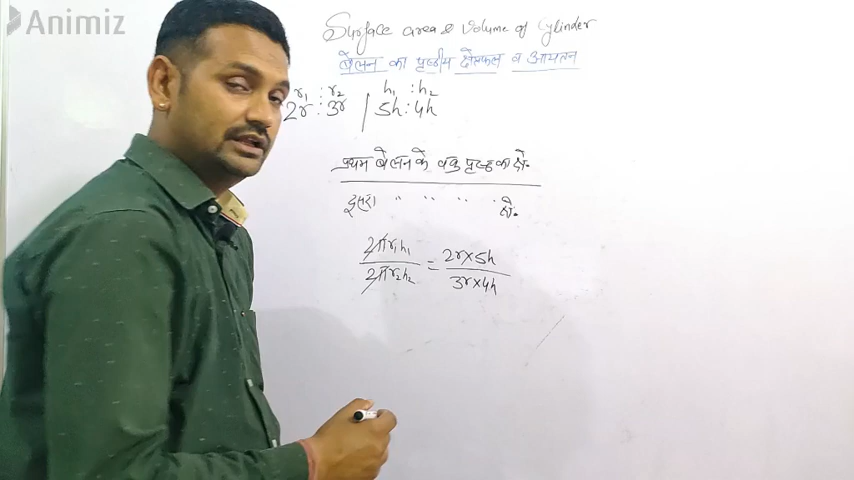 Animiz
Surface area & Volume of Cylinder
बेलन का पृष्ठीय क्षेत्रफल व आयतन
r₁ : r₂ h₁ : h₂
2r : 3r | 5h : 4h
प्रथम बेलन के वक्र पृष्ठ का क्षे.
दूसरा " " " " क्षे.
2πr₁h₁ / 2πr₂h₂ = 2r×5h / 3r×4h